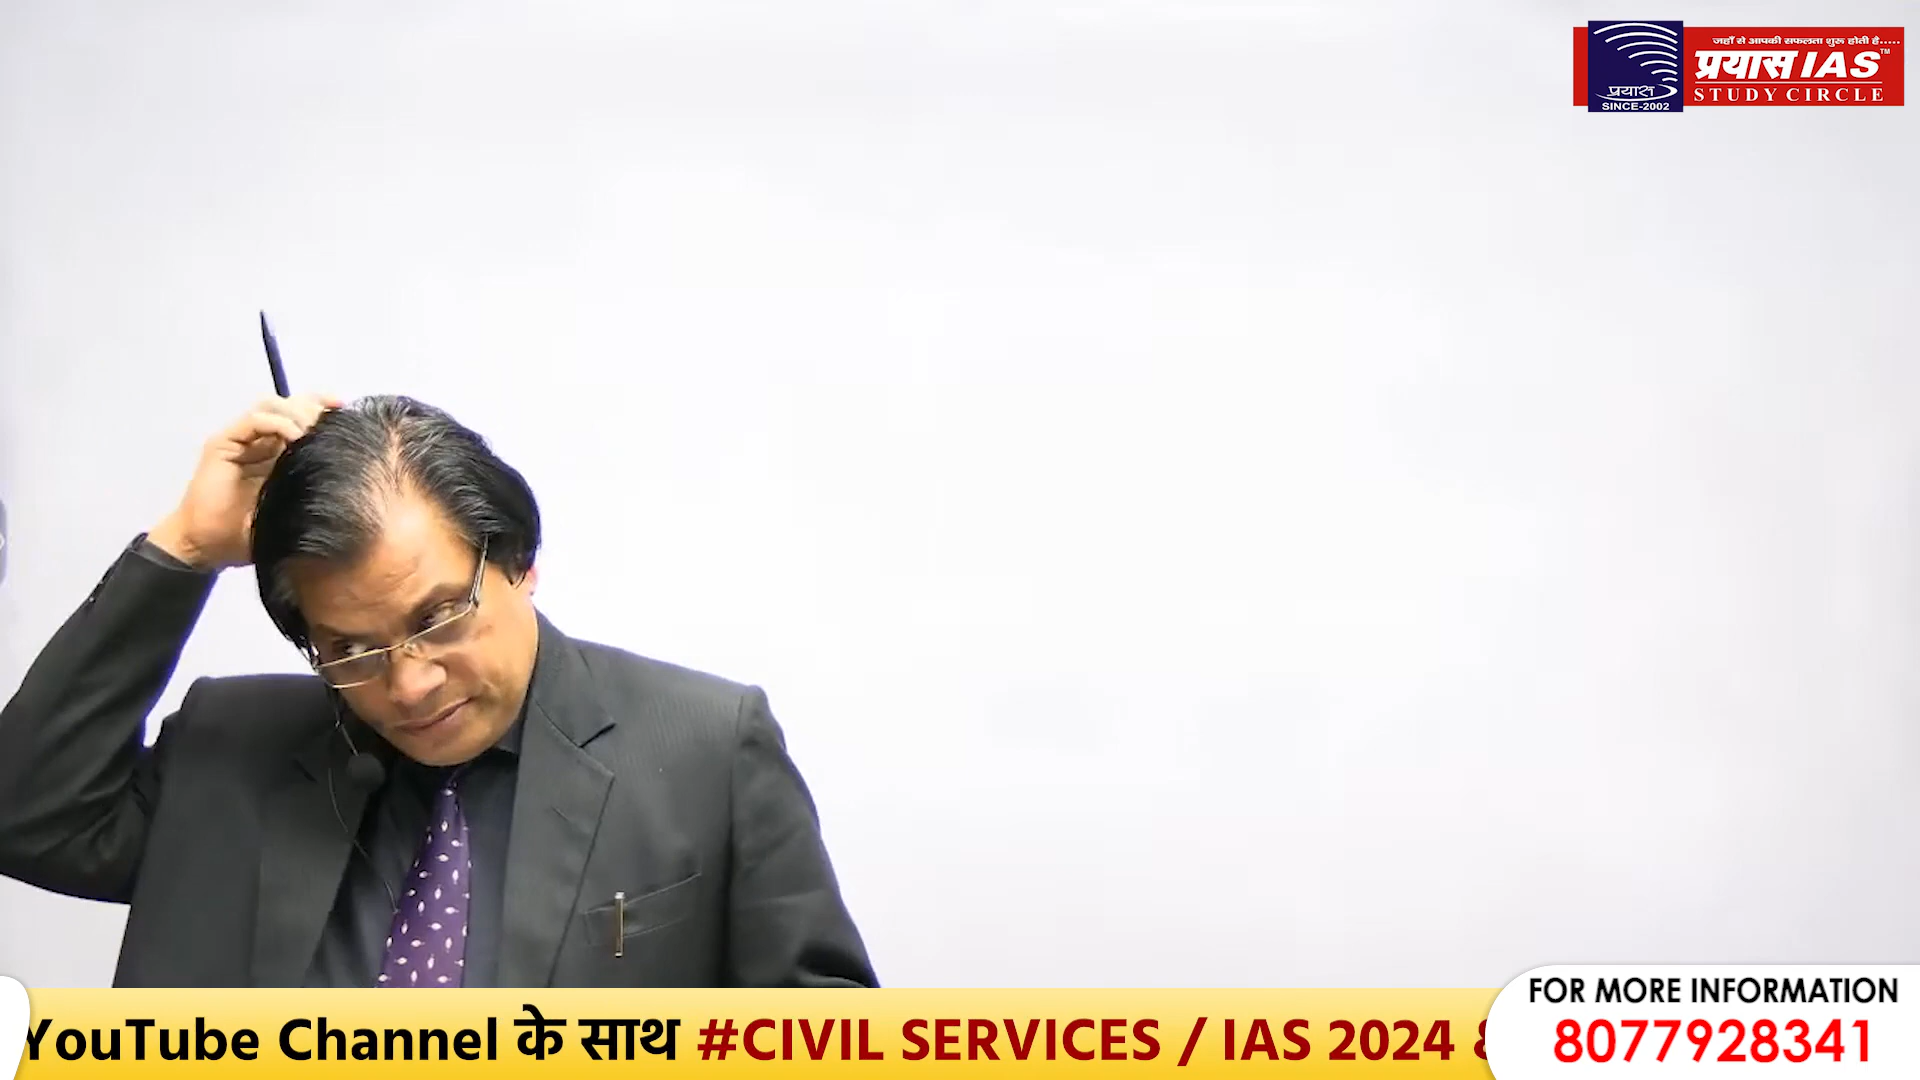 जहाँ से आपकी सफलता शुरू होती है.....
प्रयास IAS™
STUDY CIRCLE
प्रयास
SINCE-2002
YouTube Channel के साथ #CIVIL SERVICES / IAS 2024
FOR MORE INFORMATION
8077928341